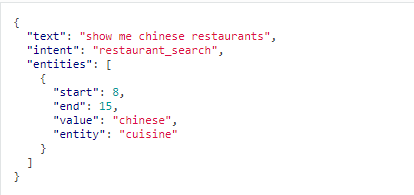 {
  "text": "show me chinese restaurants",
  "intent": "restaurant_search",
  "entities": [
    {
      "start": 8,
      "end": 15,
      "value": "chinese",
      "entity": "cuisine"
    }
  ]
}